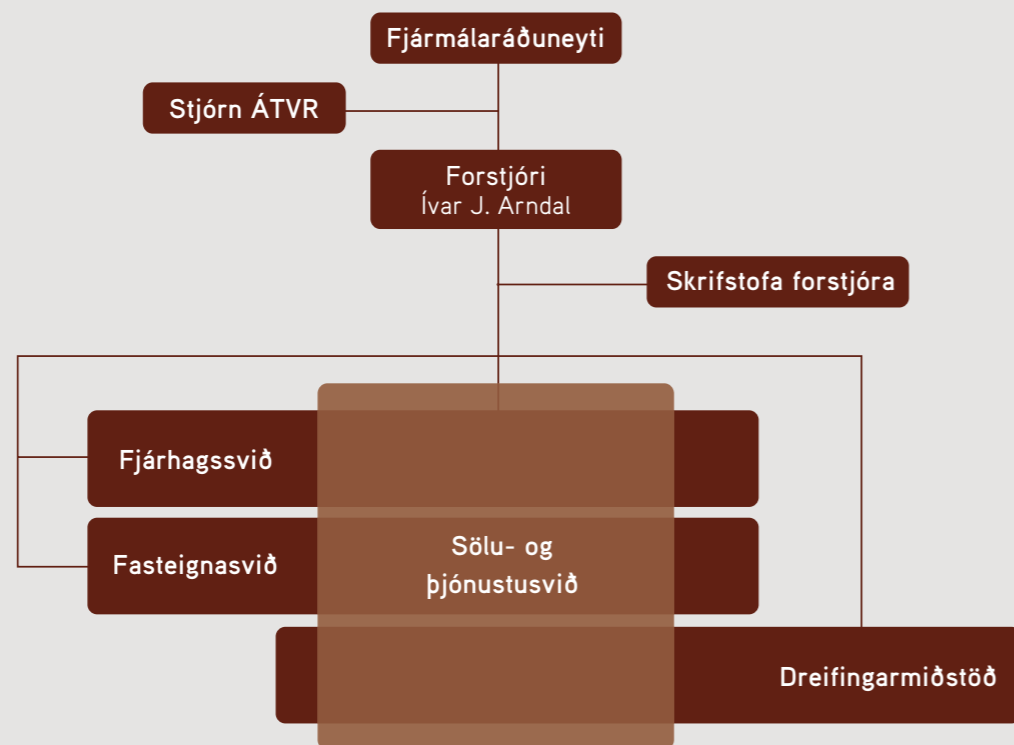 Fjármálaráðuneyti
Stjórn ÁTVR
Forstjóri
Ívar J. Arndal
Skrifstofa forstjóra
Fjárhagssvið
Fasteignasvið
Sölu- og
þjónustusvið
Dreifingarmiðstöð